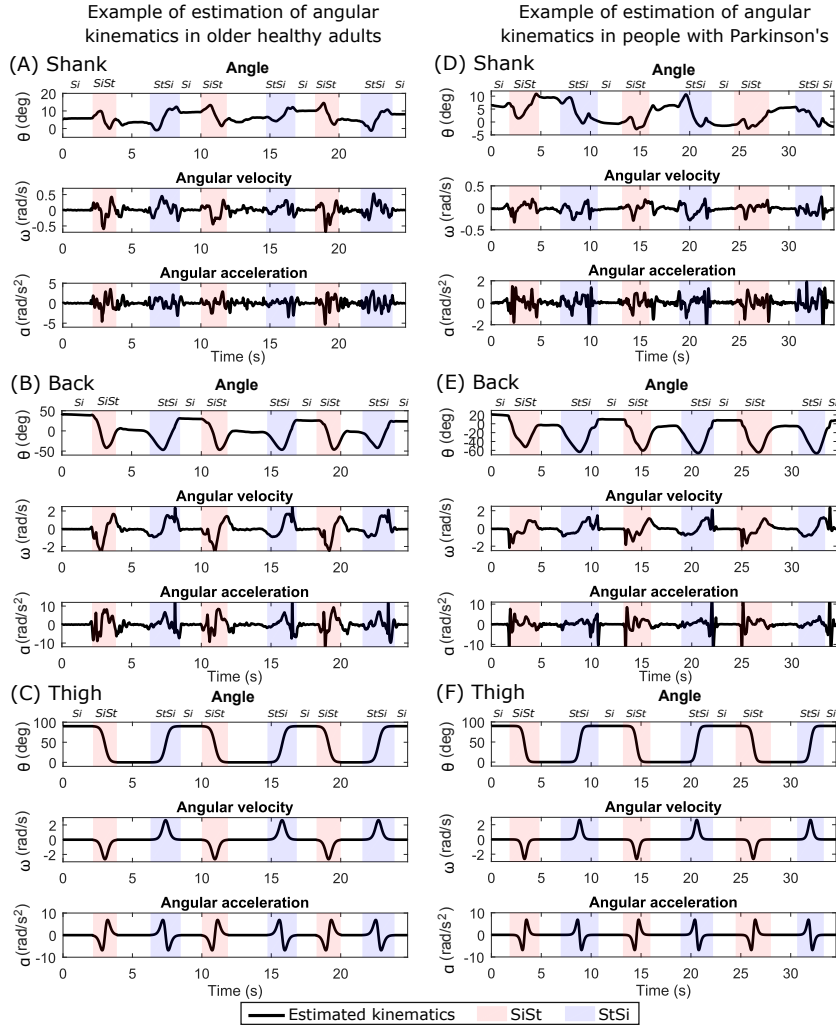 Example of estimation of angular
kinematics in older healthy adults
(A) Shank
Angle
Si SiSt StSi Si SiSt StSi SiSt StSi Si
θ (deg)
20
10
0
0 5 10 15 20
Angular velocity
ω (rad/s)
0.5
0
-0.5
0 5 10 15 20
Angular acceleration
α (rad/s²)
5
0
-5
0 5 10 15 20
Time (s)
(B) Back
Angle
Si SiSt StSi Si SiSt StSi Si SiSt StSi Si
θ (deg)
50
0
-50
0 5 10 15 20
Angular velocity
ω (rad/s)
2
0
-2
0 5 10 15 20
Angular acceleration
α (rad/s²)
10
0
-10
0 5 10 15 20
Time (s)
(C) Thigh
Angle
Si SiSt StSi Si SiSt StSi Si SiSt StSi Si
θ (deg)
100
50
0
0 5 10 15 20
Angular velocity
ω (rad/s)
2
0
-2
0 5 10 15 20
Angular acceleration
α (rad/s²)
10
0
-10
0 5 10 15 20
Time (s)
Example of estimation of angular
kinematics in people with Parkinson's
(D) Shank
Angle
Si SiSt StSi Si SiSt StSi Si SiSt StSi Si
θ (deg)
10
5
0
-5
0 5 10 15 20 25 30
Angular velocity
ω (rad/s)
0.5
0
-0.5
0 5 10 15 20 25 30
Angular acceleration
α (rad/s²)
2
0
-2
0 5 10 15 20 25 30
Time (s)
(E) Back
Angle
Si SiSt StSi Si SiSt StSi Si SiSt StSi Si
θ (deg)
20
0
-20
-40
-60
0 5 10 15 20 25 30
Angular velocity
ω (rad/s)
2
0
-2
0 5 10 15 20 25 30
Angular acceleration
α (rad/s²)
10
0
-10
0 5 10 15 20 25 30
Time (s)
(F) Thigh
Angle
Si SiSt StSi Si SiSt StSi Si SiSt StSi Si
θ (deg)
100
50
0
0 5 10 15 20 25 30
Angular velocity
ω (rad/s)
2
0
-2
0 5 10 15 20 25 30
Angular acceleration
α (rad/s²)
10
0
-10
0 5 10 15 20 25 30
Time (s)
Estimated kinematics SiSt StSi